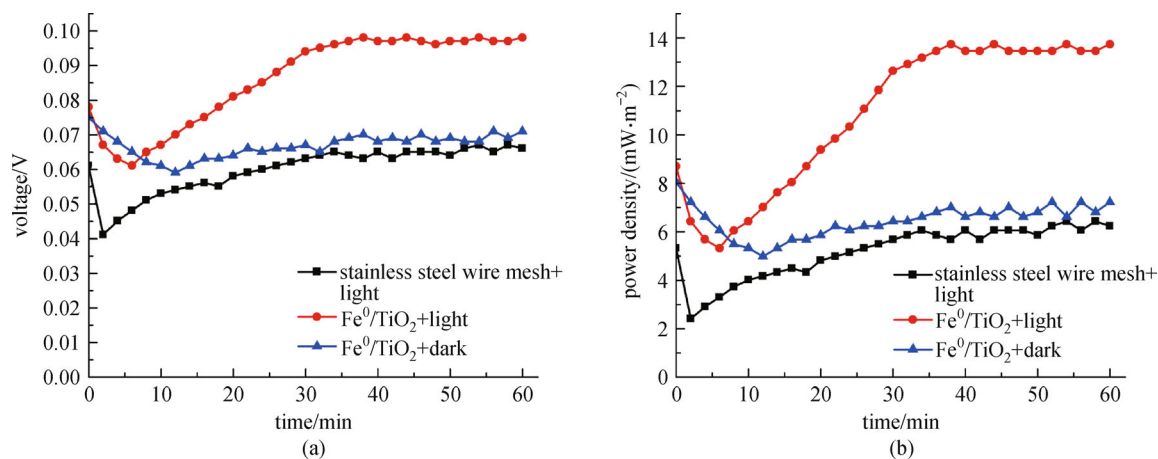 0.10
0.09
0.08
0.07
0.06
0.05
0.04
0.03
0.02
0.01
0.00
voltage/V
stainless steel wire mesh+
light
Fe⁰/TiO₂+light
Fe⁰/TiO₂+dark
0 10 20 30 40 50 60
time/min
(a)
14
12
10
8
6
4
2
0
power density/(mW·m⁻²)
stainless steel wire mesh+
light
Fe⁰/TiO₂+light
Fe⁰/TiO₂+dark
0 10 20 30 40 50 60
time/min
(b)